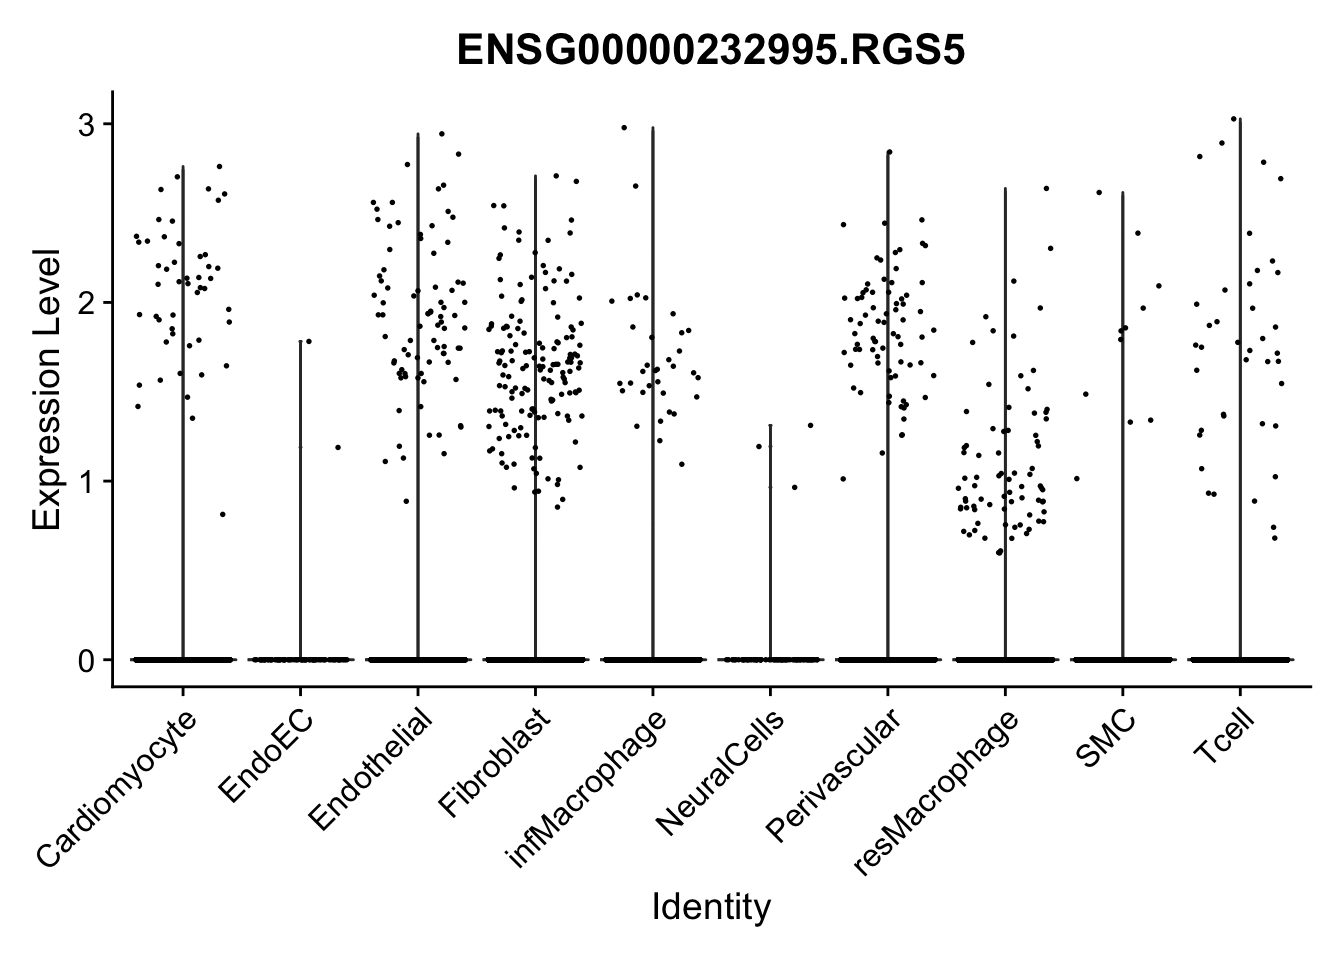 ENSG00000232995.RGS5
Expression Level
3
2
1
0
Cardiomyocyte
EndoEC
Endothelial
Fibroblast
infMacrophage
NeuralCells
Perivascular
resMacrophage
SMC
Tcell
Identity